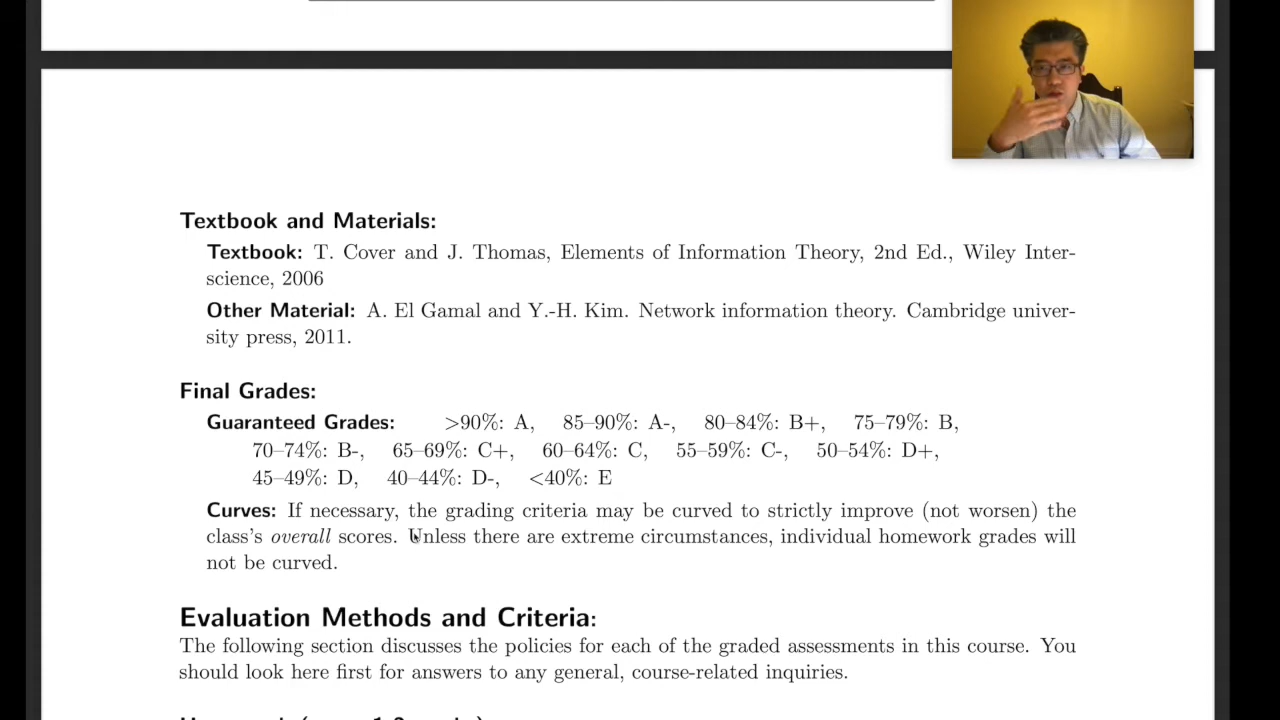 Textbook and Materials:
Textbook: T. Cover and J. Thomas, Elements of Information Theory, 2nd Ed., Wiley Inter-
science, 2006
Other Material: A. El Gamal and Y.-H. Kim. Network information theory. Cambridge univer-
sity press, 2011.
Final Grades:
Guaranteed Grades: >90%: A, 85–90%: A-, 80–84%: B+, 75–79%: B,
70–74%: B-, 65–69%: C+, 60–64%: C, 55–59%: C-, 50–54%: D+,
45–49%: D, 40–44%: D-, <40%: E
Curves: If necessary, the grading criteria may be curved to strictly improve (not worsen) the
class's overall scores. Unless there are extreme circumstances, individual homework grades will
not be curved.
Evaluation Methods and Criteria:
The following section discusses the policies for each of the graded assessments in this course. You
should look here first for answers to any general, course-related inquiries.